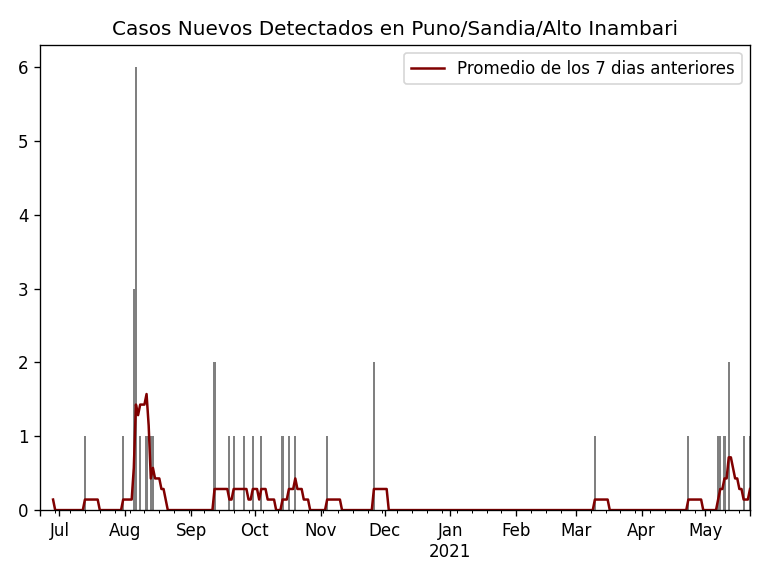 Casos Nuevos Detectados en Puno/Sandia/Alto Inambari
Promedio de los 7 dias anteriores
6
5
4
3
2
1
0
Jul Aug Sep Oct Nov Dec Jan Feb Mar Apr May
2021